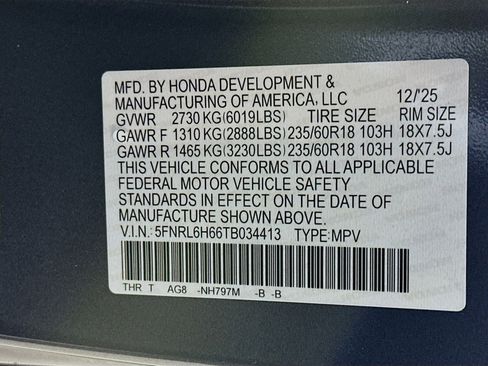 MFD. BY HONDA DEVELOPMENT &
MANUFACTURING OF AMERICA, LLC 12/'25
GVWR 2730 KG (6019LBS) TIRE SIZE RIM SIZE
GAWR F 1310 KG (2888LBS) 235/60R18 103H 18X7.5J
GAWR R 1465 KG (3230LBS) 235/60R18 103H 18X7.5J
THIS VEHICLE CONFORMS TO ALL APPLICABLE
FEDERAL MOTOR VEHICLE SAFETY
STANDARDS IN EFFECT ON THE DATE OF
MANUFACTURE SHOWN ABOVE.
V.I.N.: 5FNRL6H66TB034413 TYPE: MPV
THR T AG8 -NH797M -B -B